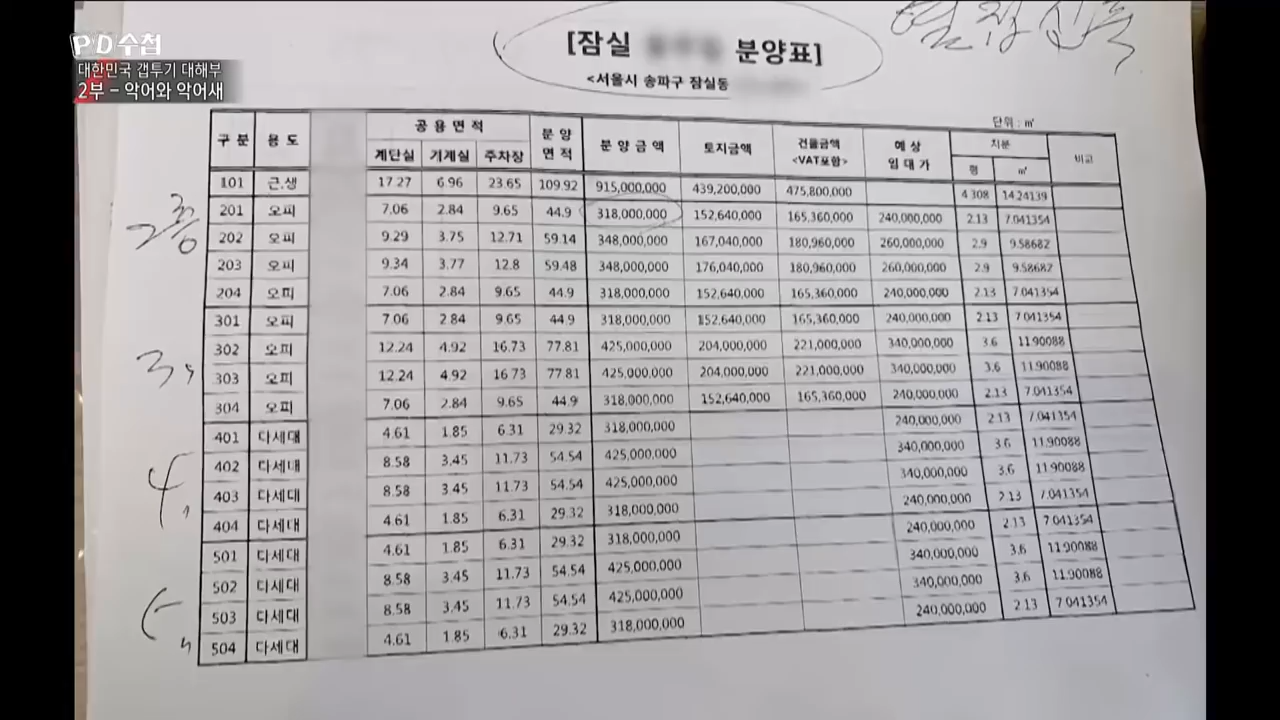 PD수첩
대한민국 갭투기 대해부
2부 - 악어와 악어새
[잠실 분양표]
<서울시 송파구 잠실동
단위 : ㎡
구분 용도 공용면적 분양면적 분양금액 토지금액 건물금액 <VAT포함> 예상임대가 지분 비고
계단실 기계실 주차장 평 ㎡
101 근.생 17.27 6.96 23.65 109.92 915,000,000 439,200,000 475,800,000 4.308 14.24139
2층 201 오피 7.06 2.84 9.65 44.9 318,000,000 152,640,000 165,360,000 240,000,000 2.13 7.041354
202 오피 9.29 3.75 12.71 59.14 348,000,000 167,040,000 180,960,000 260,000,000 2.9 9.58682
203 오피 9.34 3.77 12.8 59.48 348,000,000 176,040,000 180,960,000 260,000,000 2.9 9.58682
204 오피 7.06 2.84 9.65 44.9 318,000,000 152,640,000 165,360,000 240,000,000 2.13 7.041354
301 오피 7.06 2.84 9.65 44.9 318,000,000 152,640,000 165,360,000 240,000,000 2.13 7.041354
302 오피 12.24 4.92 16.73 77.81 425,000,000 204,000,000 221,000,000 340,000,000 3.6 11.90088
3 303 오피 12.24 4.92 16.73 77.81 425,000,000 204,000,000 221,000,000 340,000,000 3.6 11.90088
304 오피 7.06 2.84 9.65 44.9 318,000,000 152,640,000 165,360,000 240,000,000 2.13 7.041354
401 다세대 4.61 1.85 6.31 29.32 318,000,000 240,000,000 2.13 7.041354
402 다세대 8.58 3.45 11.73 54.54 425,000,000 340,000,000 3.6 11.90088
4 403 다세대 8.58 3.45 11.73 54.54 425,000,000 340,000,000 3.6 11.90088
404 다세대 4.61 1.85 6.31 29.32 318,000,000 240,000,000 2.13 7.041354
501 다세대 4.61 1.85 6.31 29.32 318,000,000 240,000,000 2.13 7.041354
502 다세대 8.58 3.45 11.73 54.54 425,000,000 340,000,000 3.6 11.90088
5 503 다세대 8.58 3.45 11.73 54.54 425,000,000 340,000,000 3.6 11.90088
504 다세대 4.61 1.85 6.31 29.32 318,000,000 240,000,000 2.13 7.041354